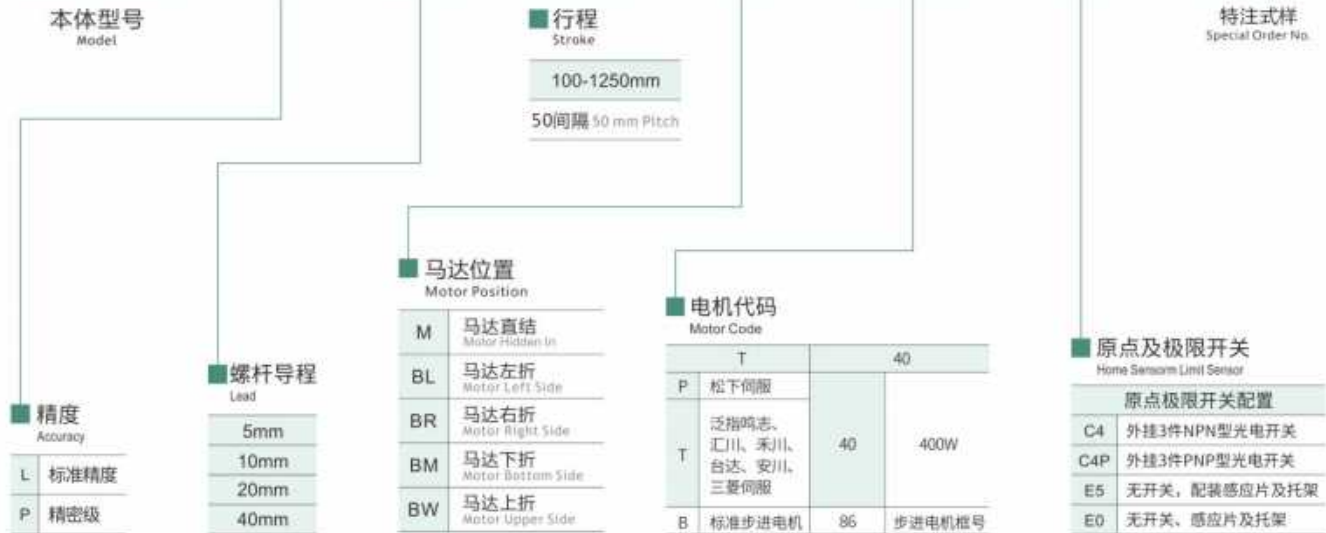 本体型号
Model
行程
Stroke
100-1250mm
50间隔 50 mm Pitch
特注式样
Special Order No.
马达位置
Motor Position
M 马达直结
Motor Hidden In
BL 马达左折
Motor Left Side
BR 马达右折
Motor Right Side
BM 马达下折
Motor Bottom Side
BW 马达上折
Motor Upper Side
电机代码
Motor Code
T 40
P 松下伺服
T 泛指鸣志、
汇川、禾川、
台达、安川、
三菱伺服
40 400W
B 标准步进电机 86 步进电机框号
原点及极限开关
Home Sensorm Limit Sensor
原点极限开关配置
C4 外挂3件NPN型光电开关
C4P 外挂3件PNP型光电开关
E5 无开关，配装感应片及托架
E0 无开关、感应片及托架
螺杆导程
Lead
5mm
10mm
20mm
40mm
精度
Accuracy
L 标准精度
P 精密级